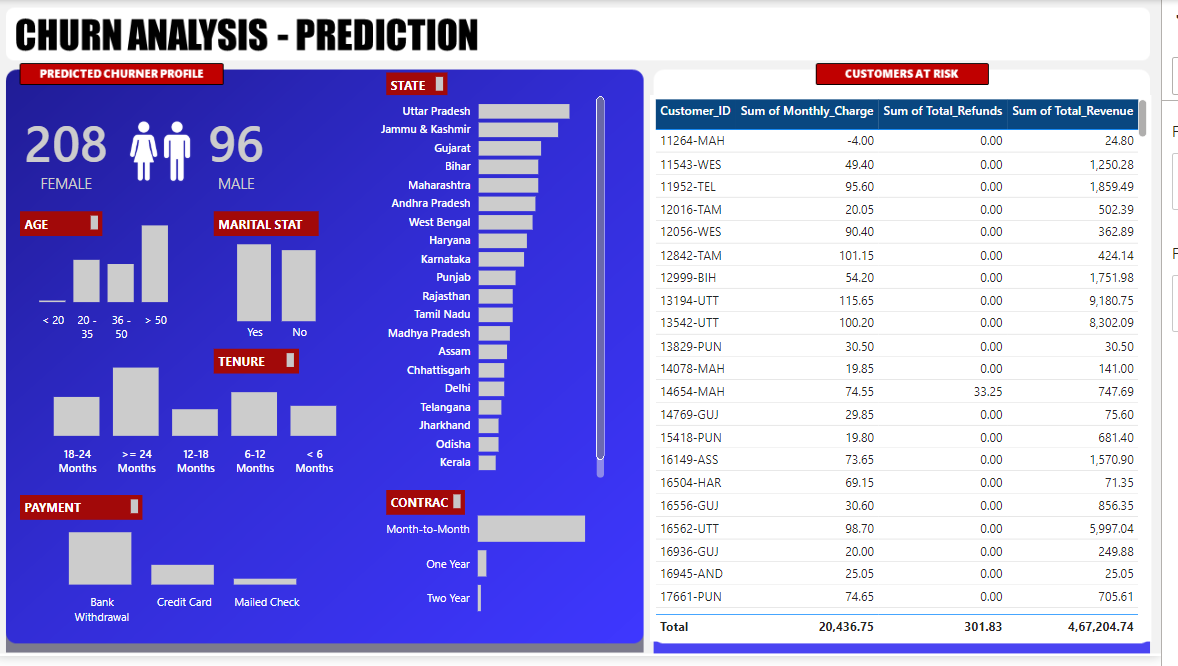 CHURN ANALYSIS - PREDICTION
PREDICTED CHURNER PROFILE
208
FEMALE
96
MALE
AGE
< 20
20 -
35
36 -
50
> 50
MARITAL STAT
Yes
No
TENURE
18-24
Months
>= 24
Months
12-18
Months
6-12
Months
< 6
Months
PAYMENT
Bank
Withdrawal
Credit Card
Mailed Check
STATE
Uttar Pradesh
Jammu & Kashmir
Gujarat
Bihar
Maharashtra
Andhra Pradesh
West Bengal
Haryana
Karnataka
Punjab
Rajasthan
Tamil Nadu
Madhya Pradesh
Assam
Chhattisgarh
Delhi
Telangana
Jharkhand
Odisha
Kerala
CONTRAC
Month-to-Month
One Year
Two Year
CUSTOMERS AT RISK
Customer_ID Sum of Monthly_Charge Sum of Total_Refunds Sum of Total_Revenue
11264-MAH -4.00 0.00 24.80
11543-WES 49.40 0.00 1,250.28
11952-TEL 95.60 0.00 1,859.49
12016-TAM 20.05 0.00 502.39
12056-WES 90.40 0.00 362.89
12842-TAM 101.15 0.00 424.14
12999-BIH 54.20 0.00 1,751.98
13194-UTT 115.65 0.00 9,180.75
13542-UTT 100.20 0.00 8,302.09
13829-PUN 30.50 0.00 30.50
14078-MAH 19.85 0.00 141.00
14654-MAH 74.55 33.25 747.69
14769-GUJ 29.85 0.00 75.60
15418-PUN 19.80 0.00 681.40
16149-ASS 73.65 0.00 1,570.90
16504-HAR 69.15 0.00 71.35
16556-GUJ 30.60 0.00 856.35
16562-UTT 98.70 0.00 5,997.04
16936-GUJ 20.00 0.00 249.88
16945-AND 25.05 0.00 25.05
17661-PUN 74.65 0.00 705.61
Total 20,436.75 301.83 4,67,204.74